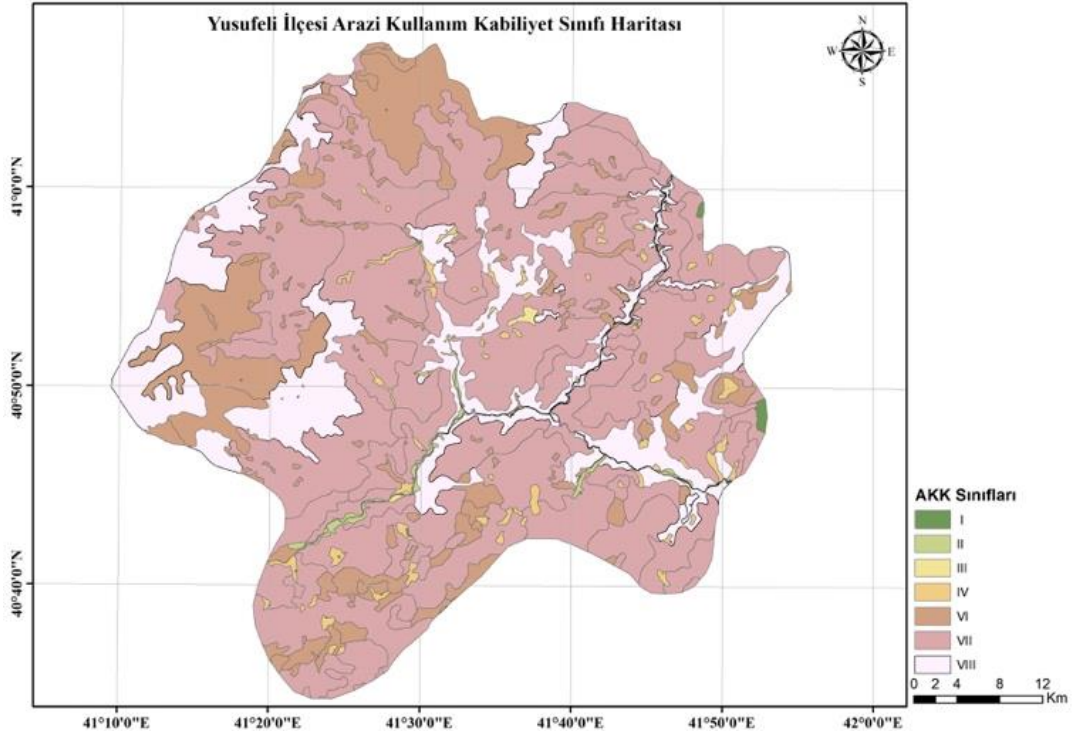 Yusufeli İlçesi Arazi Kullanım Kabiliyet Sınıfı Haritası
N
W E
S
41°0'0"N
40°50'0"N
40°40'0"N
AKK Sınıfları
I
II
III
IV
VI
VII
VIII
0 2 4 8 12
Km
41°10'0"E 41°20'0"E 41°30'0"E 41°40'0"E 41°50'0"E 42°0'0"E